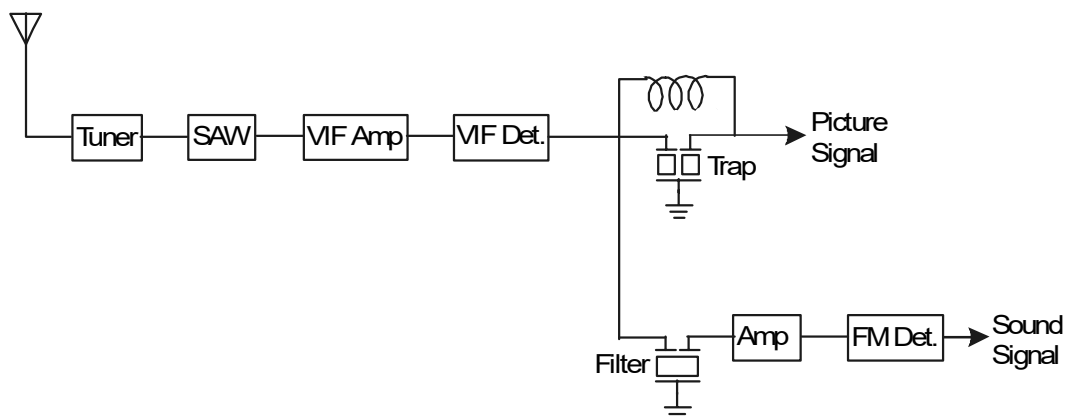 Tuner
SAW
VIF Amp
VIF Det.
Picture
Signal
Trap
Filter
Amp
FM Det.
Sound
Signal